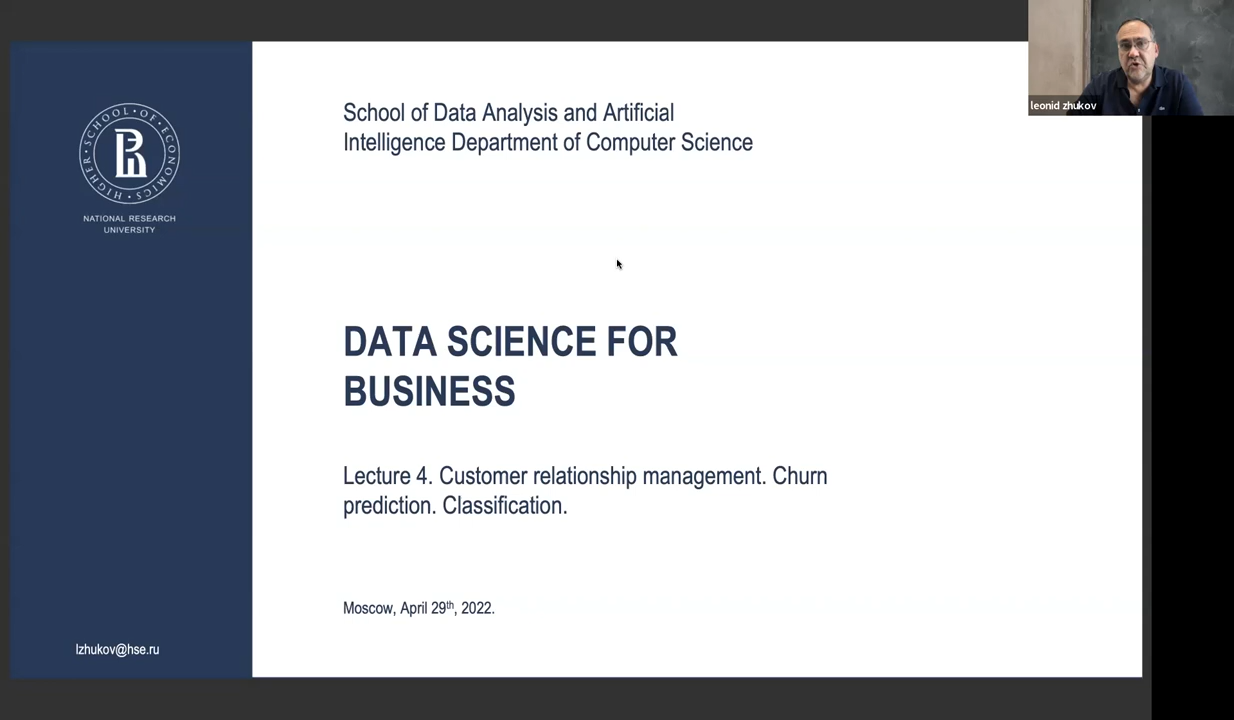 leonid zhukov
HIGHER · SCHOOL · OF · ECONOMICS ·
NATIONAL RESEARCH
UNIVERSITY
School of Data Analysis and Artificial
Intelligence Department of Computer Science
DATA SCIENCE FOR
BUSINESS
Lecture 4. Customer relationship management. Churn
prediction. Classification.
Moscow, April 29th, 2022.
lzhukov@hse.ru